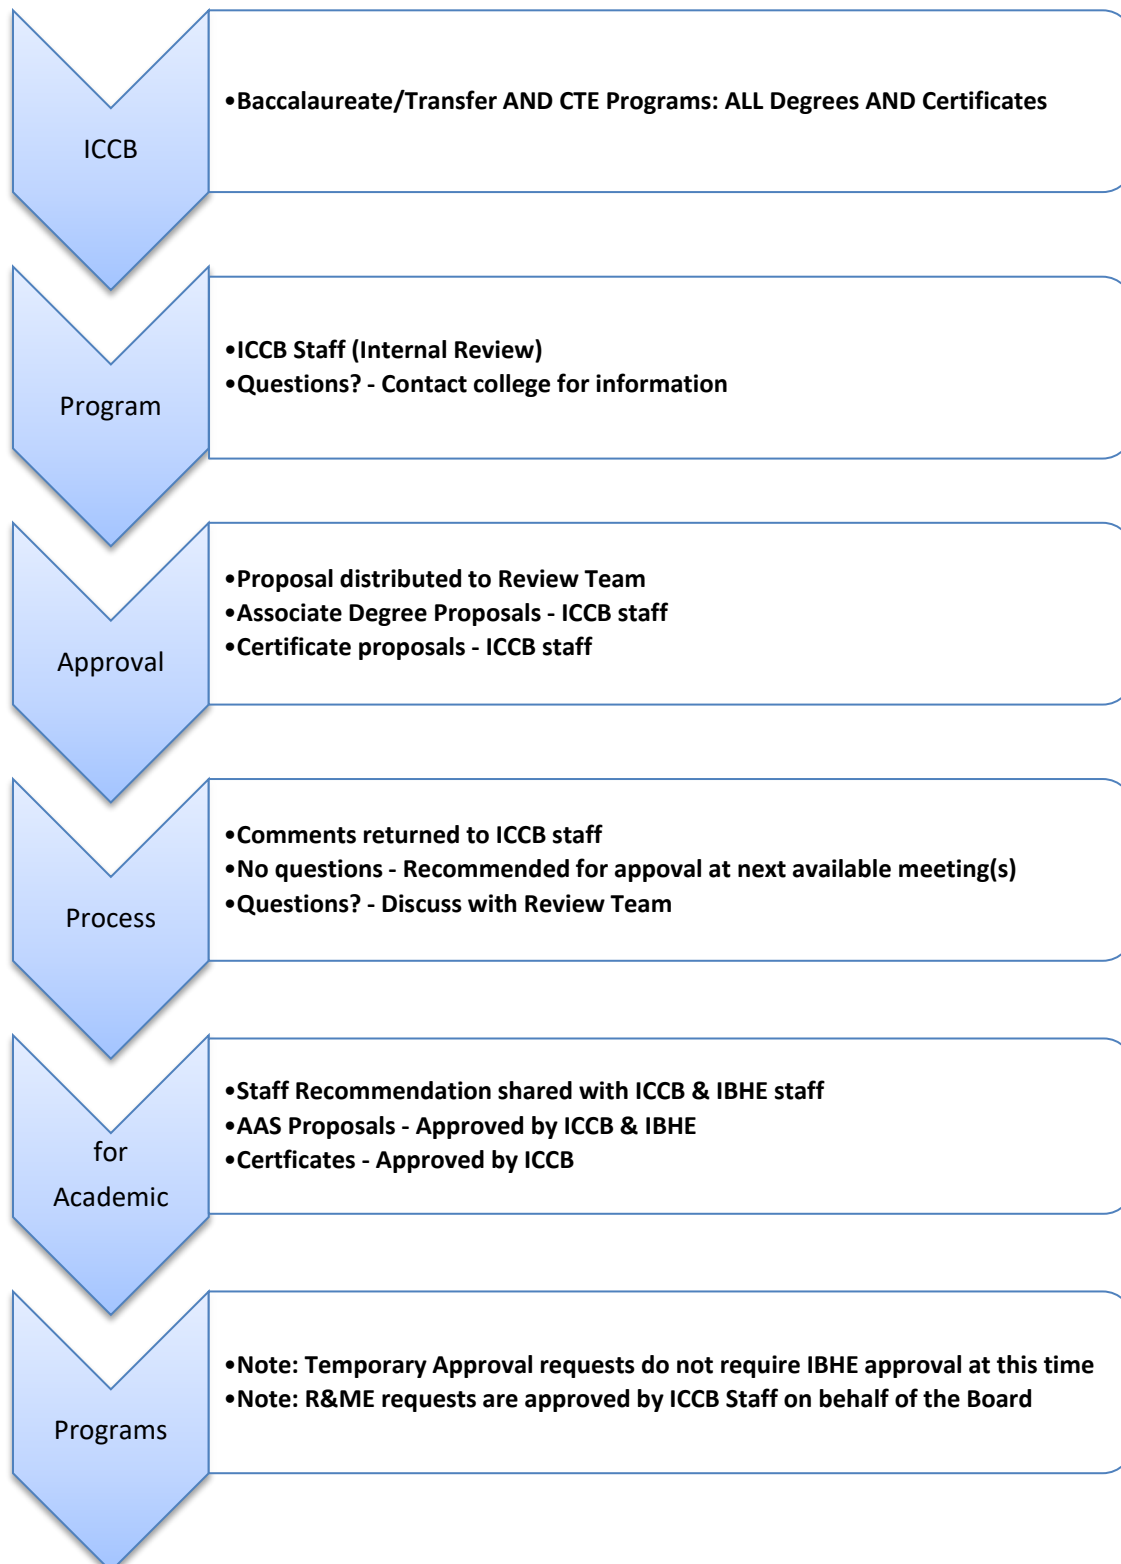 ICCB
•Baccalaureate/Transfer AND CTE Programs: ALL Degrees AND Certificates
Program
•ICCB Staff (Internal Review)
•Questions? - Contact college for information
Approval
•Proposal distributed to Review Team
•Associate Degree Proposals - ICCB staff
•Certificate proposals - ICCB staff
Process
•Comments returned to ICCB staff
•No questions - Recommended for appoval at next available meeting(s)
•Questions? - Discuss with Review Team
for
Academic
•Staff Recommendation shared with ICCB & IBHE staff
•AAS Proposals - Approved by ICCB & IBHE
•Certficates - Approved by ICCB
Programs
•Note: Temporary Approval requests do not require IBHE approval at this time
•Note: R&ME requests are approved by ICCB Staff on behalf of the Board